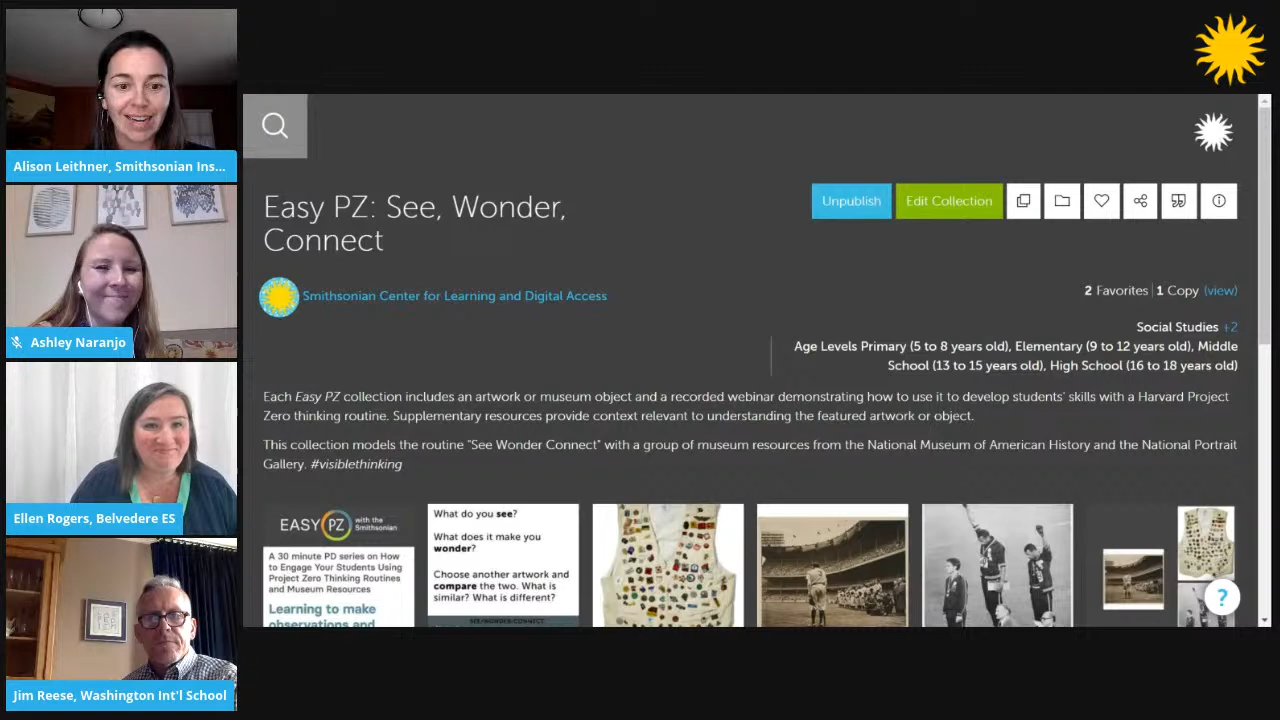 Alison Leithner, Smithsonian Ins...
Ashley Naranjo
Ellen Rogers, Belvedere ES
Jim Reese, Washington Int'l School
Easy PZ: See, Wonder,
Connect
Unpublish
Edit Collection
Smithsonian Center for Learning and Digital Access
2 Favorites | 1 Copy (view)
Social Studies +2
Age Levels Primary (5 to 8 years old), Elementary (9 to 12 years old), Middle
School (13 to 15 years old), High School (16 to 18 years old)
Each Easy PZ collection includes an artwork or museum object and a recorded webinar demonstrating how to use it to develop students' skills with a Harvard Project
Zero thinking routine. Supplementary resources provide context relevant to understanding the featured artwork or object.
This collection models the routine "See Wonder Connect" with a group of museum resources from the National Museum of American History and the National Portrait
Gallery. #visiblethinking
EASY PZ with the
Smithsonian
A 30 minute PD series on How
to Engage Your Students Using
Project Zero Thinking Routines
and Museum Resources
Learning to make
observations and
What do you see?
What does it make you
wonder?
Choose another artwork and
compare the two. What is
similar? What is different?
SEE/WONDER/CONNECT
?